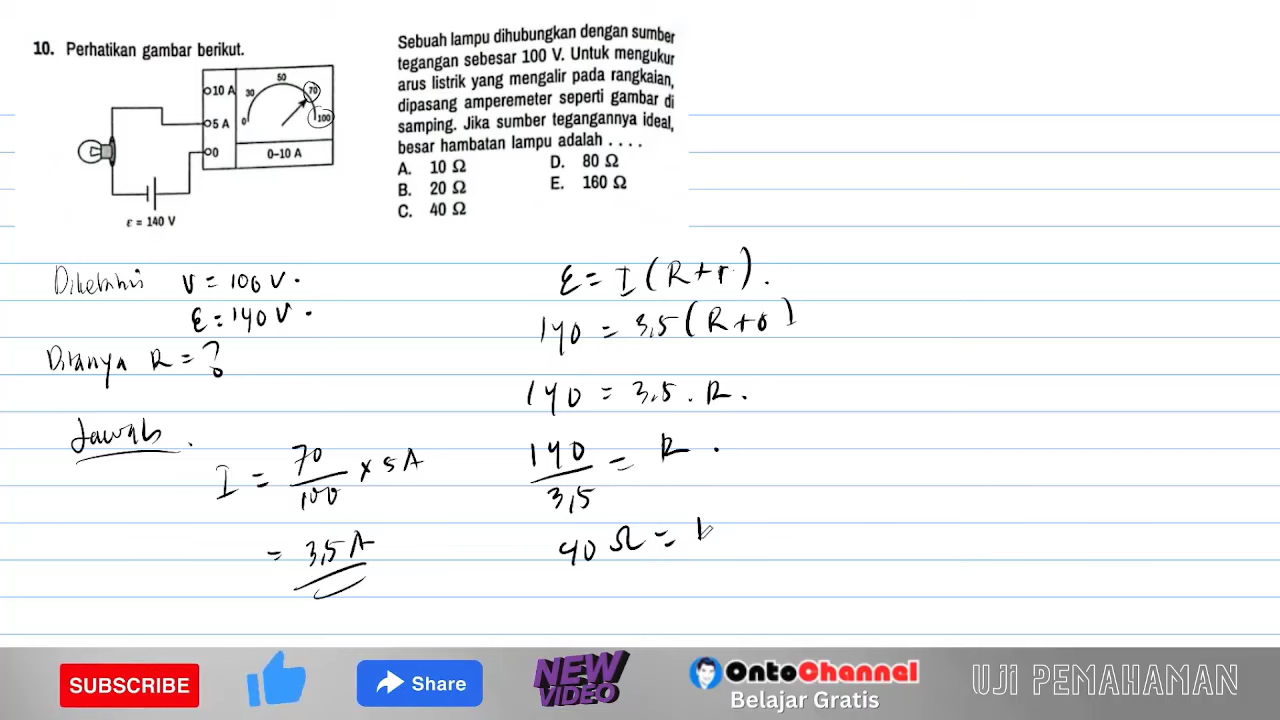 10. Perhatikan gambar berikut.
10 A
5 A
0
0
30
50
70
100
0–10 A
ε = 140 V
Sebuah lampu dihubungkan dengan sumber
tegangan sebesar 100 V. Untuk mengukur
arus listrik yang mengalir pada rangkaian,
dipasang amperemeter seperti gambar di
samping. Jika sumber tegangannya ideal,
besar hambatan lampu adalah . . . .
A. 10 Ω
B. 20 Ω
C. 40 Ω
D. 80 Ω
E. 160 Ω
Diketahui V = 100 V.
ε = 140 V.
Ditanya R = ?
Jawab.
I = 70/100 × 5 A
= 3,5 A
ε = I (R + r).
140 = 3,5 (R + 0)
140 = 3,5 . R.
140/3,5 = R.
40 Ω =
SUBSCRIBE
Share
NEW
VIDEO
OntoChannel
Belajar Gratis
UJI PEMAHAMAN